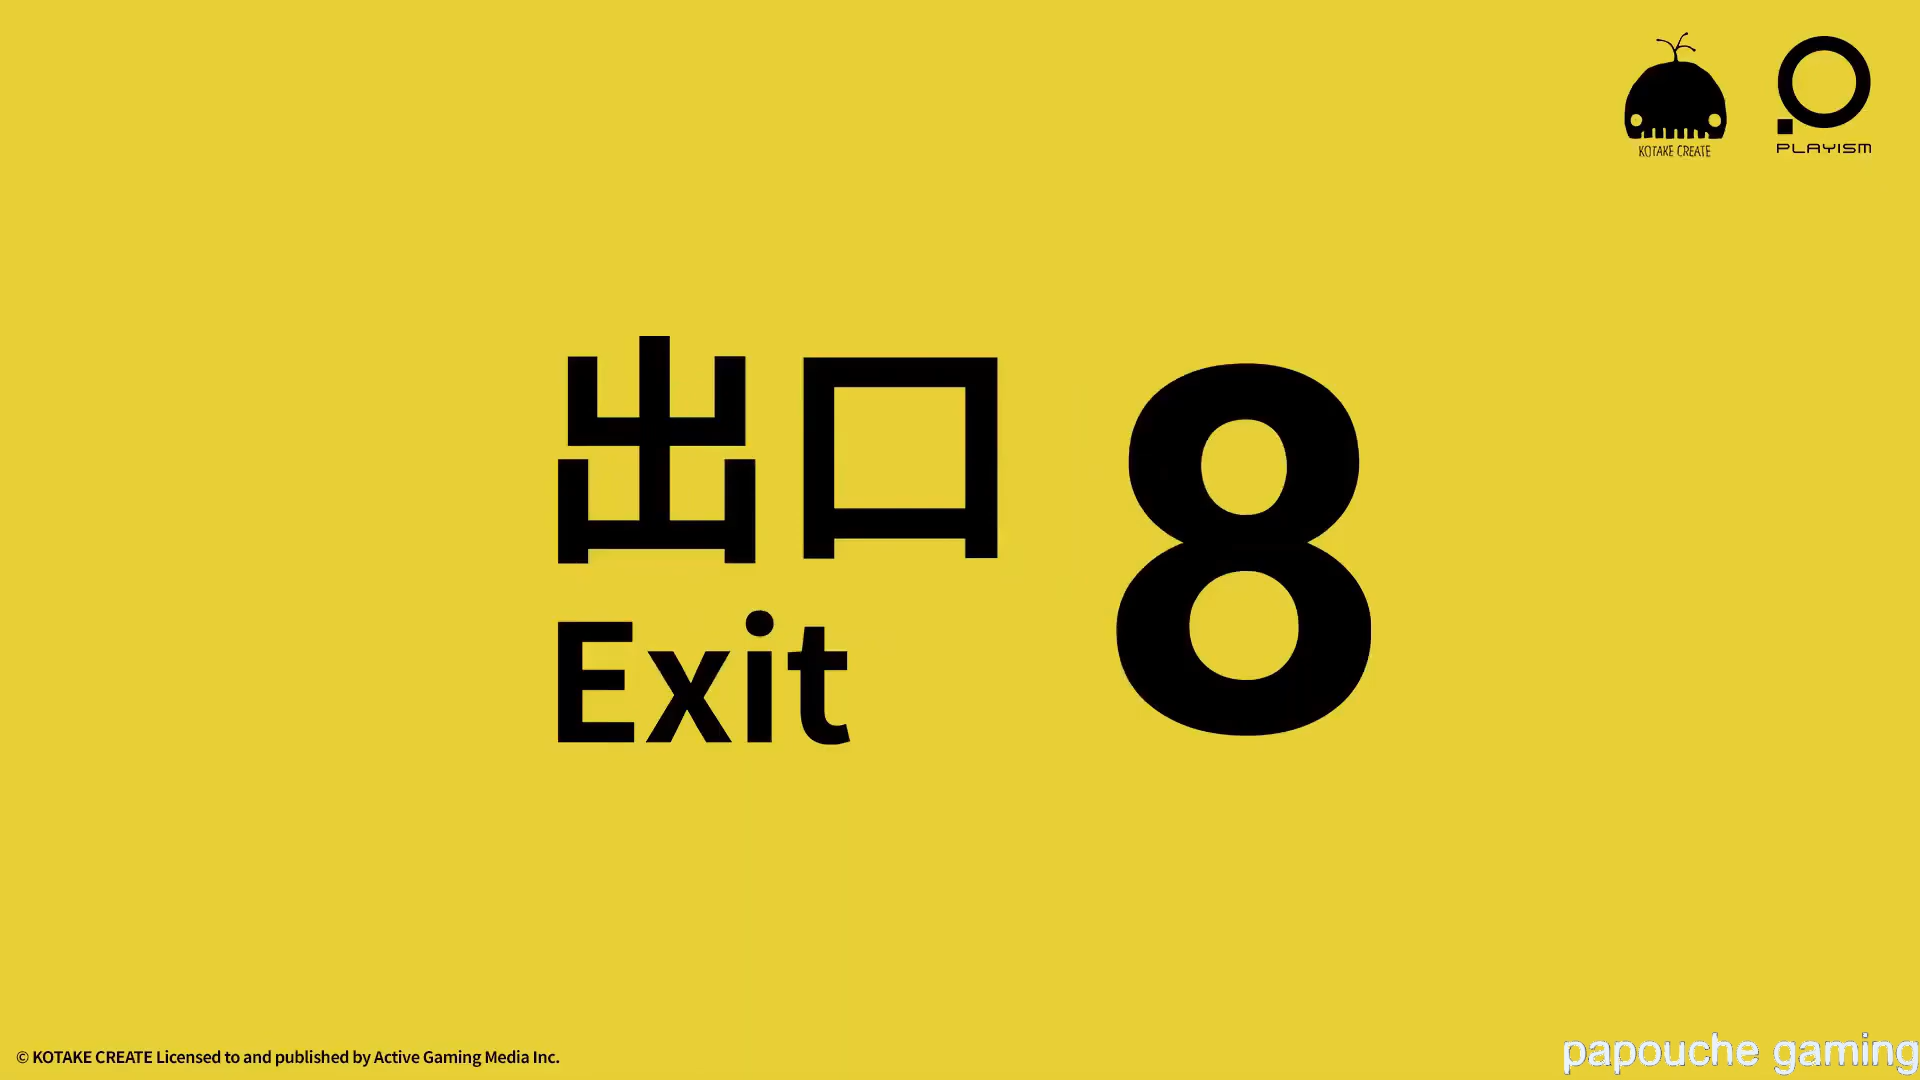 KOTAKE CREATE
PLAYISM
出口
Exit
8
© KOTAKE CREATE Licensed to and published by Active Gaming Media Inc.
papouche gaming